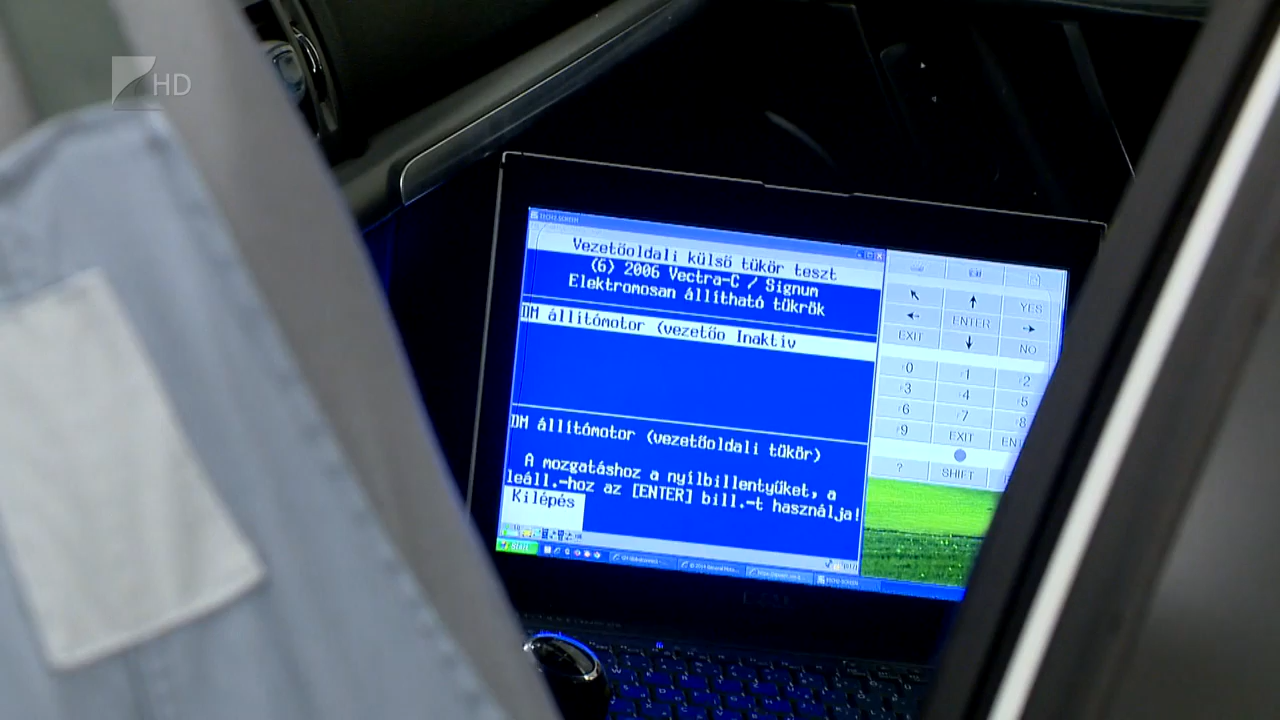 HD
TECH2-SCREEN
Vezetőoldali külső tükör teszt
(6) 2006 Vectra-C / Signum
Elektromosan állítható tükrök
DM állítómotor (vezetőo Inaktív
DM állítómotor (vezetőoldali tükör)
A mozgatáshoz a nyílbillentyűket, a
leáll.-hoz az [ENTER] bill.-t használja!
Kilépés
YES
ENTER
EXIT
NO
0 1 2
3 4 5
6 7 8
9 EXIT
? SHIFT